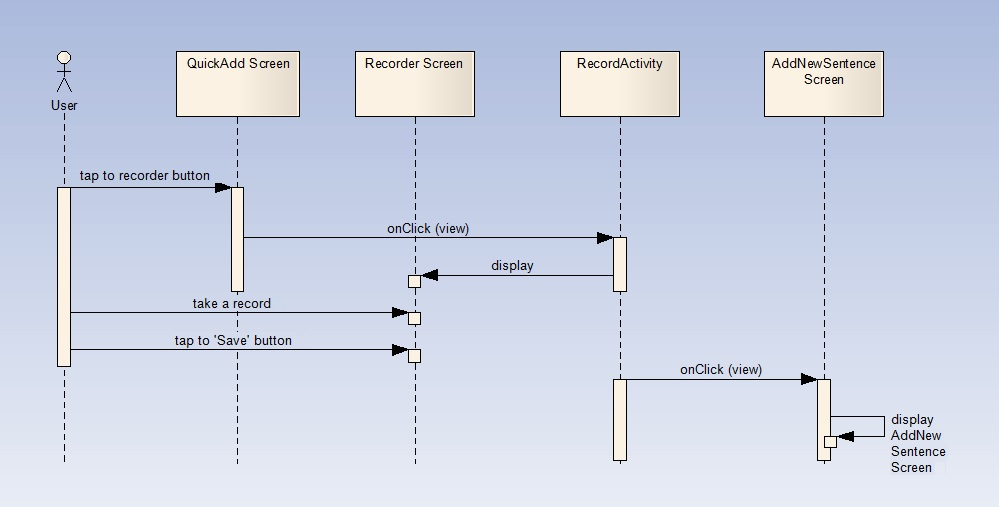 QuickAdd Screen
Recorder Screen
RecordActivity
AddNewSentence
Screen
User
tap to recorder button
onClick (view)
display
take a record
tap to 'Save' button
onClick (view)
display
AddNew
Sentence
Screen